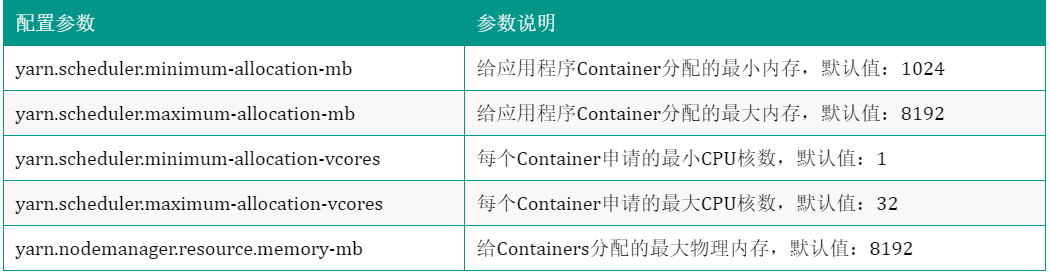 配置参数 参数说明
yarn.scheduler.minimum-allocation-mb 给应用程序Container分配的最小内存，默认值：1024
yarn.scheduler.maximum-allocation-mb 给应用程序Container分配的最大内存，默认值：8192
yarn.scheduler.minimum-allocation-vcores 每个Container申请的最小CPU核数，默认值：1
yarn.scheduler.maximum-allocation-vcores 每个Container申请的最大CPU核数，默认值：32
yarn.nodemanager.resource.memory-mb 给Containers分配的最大物理内存，默认值：8192